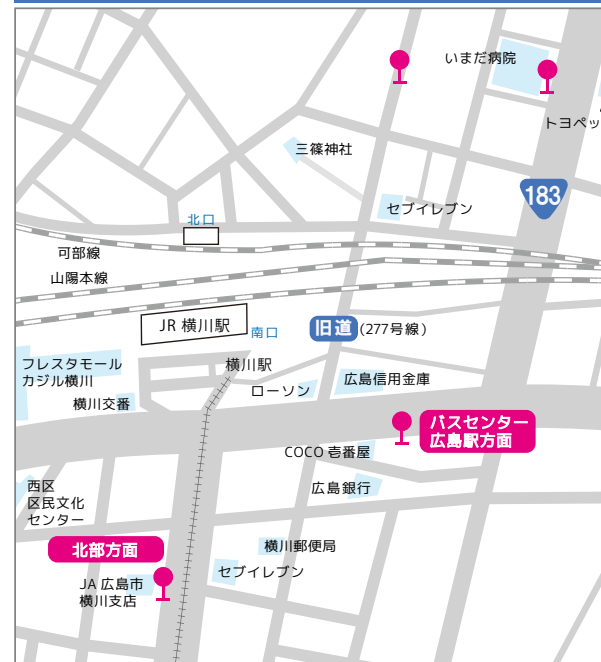 いまだ病院
トヨペッ
三篠神社
セブイレブン
183
北口
可部線
山陽本線
JR 横川駅
南口
旧道
(277号線)
フレスタモール
カジル横川
横川駅
ローソン
広島信用金庫
横川交番
バスセンター
広島駅方面
COCO 壱番屋
広島銀行
西区
区民文化
センター
北部方面
横川郵便局
セブイレブン
JA 広島市
横川支店